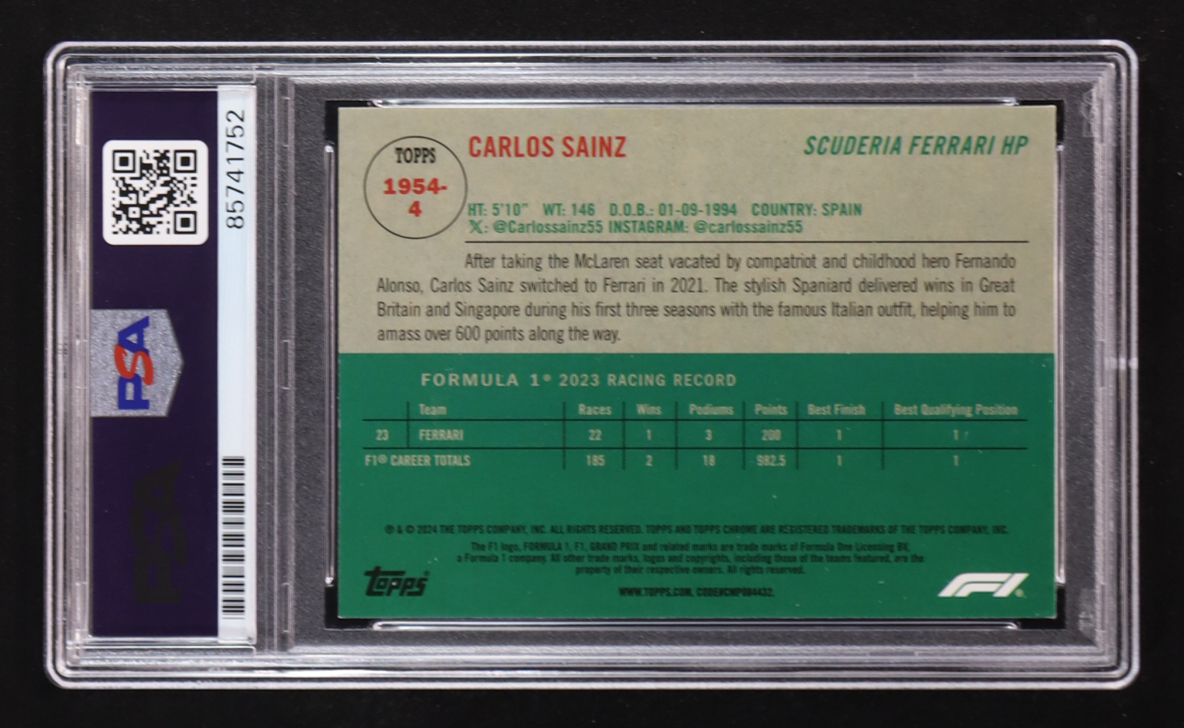 85741752
PSA
PSA
TOPPS
1954-
4
CARLOS SAINZ
SCUDERIA FERRARI HP
HT: 5'10" WT: 146 D.O.B.: 01-09-1994 COUNTRY: SPAIN
𝕏: @Carlossainz55 INSTAGRAM: @carlossainz55
After taking the McLaren seat vacated by compatriot and childhood hero Fernando
Alonso, Carlos Sainz switched to Ferrari in 2021. The stylish Spaniard delivered wins in Great
Britain and Singapore during his first three seasons with the famous Italian outfit, helping him to
amass over 600 points along the way.
FORMULA 1® 2023 RACING RECORD
Team Races Wins Podiums Points Best Finish Best Qualifying Position
23 FERRARI 22 1 3 200 1 1
F1® CAREER TOTALS 185 2 18 982.5 1 1
® & © 2024 THE TOPPS COMPANY, INC. ALL RIGHTS RESERVED. TOPPS AND TOPPS CHROME ARE REGISTERED TRADEMARKS OF THE TOPPS COMPANY, INC.
The F1 logo, FORMULA 1, F1, GRAND PRIX and related marks are trade marks of Formula One Licensing BV,
a Formula 1 company. All other trade marks, logos and copyrights, including those of the teams featured, are the
property of their respective owners. All rights reserved.
Topps
WWW.TOPPS.COM. CODE#CMP084432.
F1